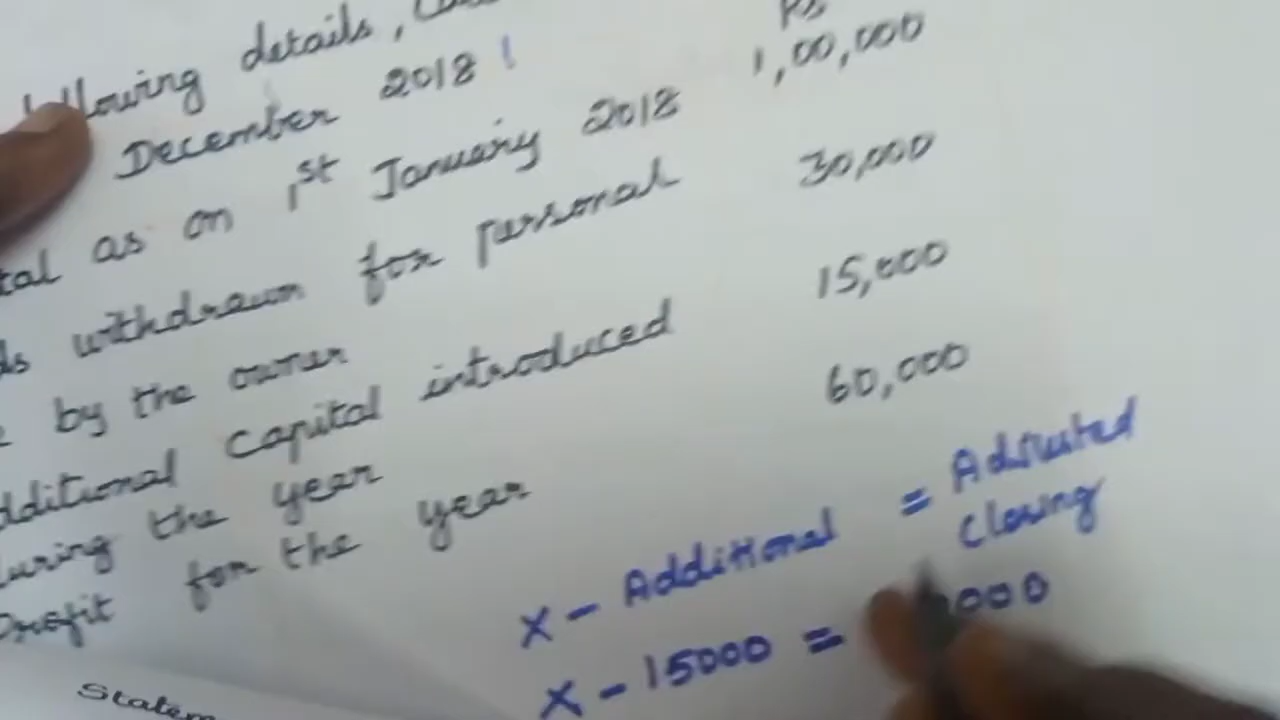 following details,
December 2018
Rs
as on 1st January 2018 1,00,000
withdrawn for personal 30,000
by the owner
Additional Capital introduced 15,000
during the year
Profit for the year 60,000
X - Additional = Adjusted
Closing
X - 15000 = 000